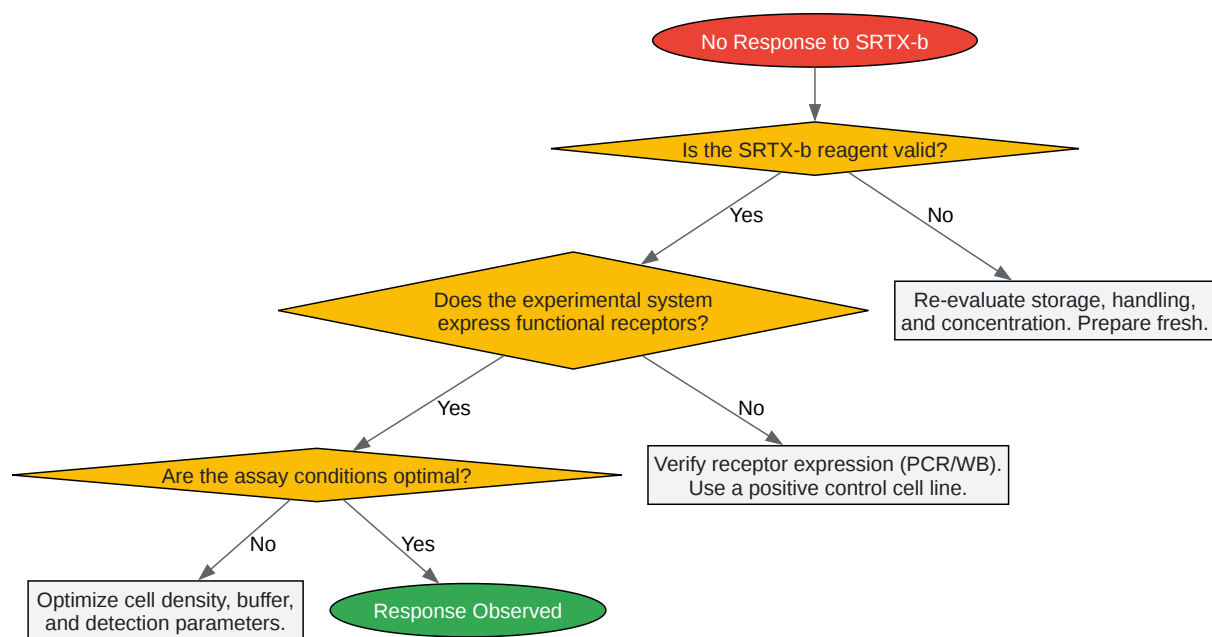 No Response to SRTX-b
Is the SRTX-b reagent valid?
Yes
No
Does the experimental system
express functional receptors?
Re-evaluate storage, handling,
and concentration. Prepare fresh.
Yes
No
Are the assay conditions optimal?
Verify receptor expression (PCR/WB).
Use a positive control cell line.
No
Yes
Optimize cell density, buffer,
and detection parameters.
Response Observed